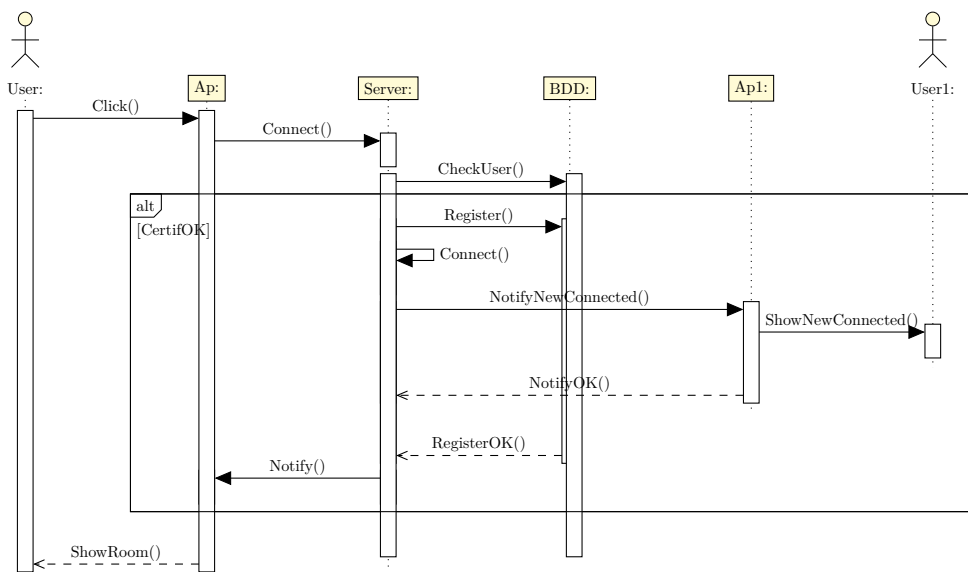 User:
Ap:
Server:
BDD:
Ap1:
User1:
Click()
Connect()
CheckUser()
alt
[CertifOK]
Register()
Connect()
NotifyNewConnected()
ShowNewConnected()
NotifyOK()
RegisterOK()
Notify()
ShowRoom()